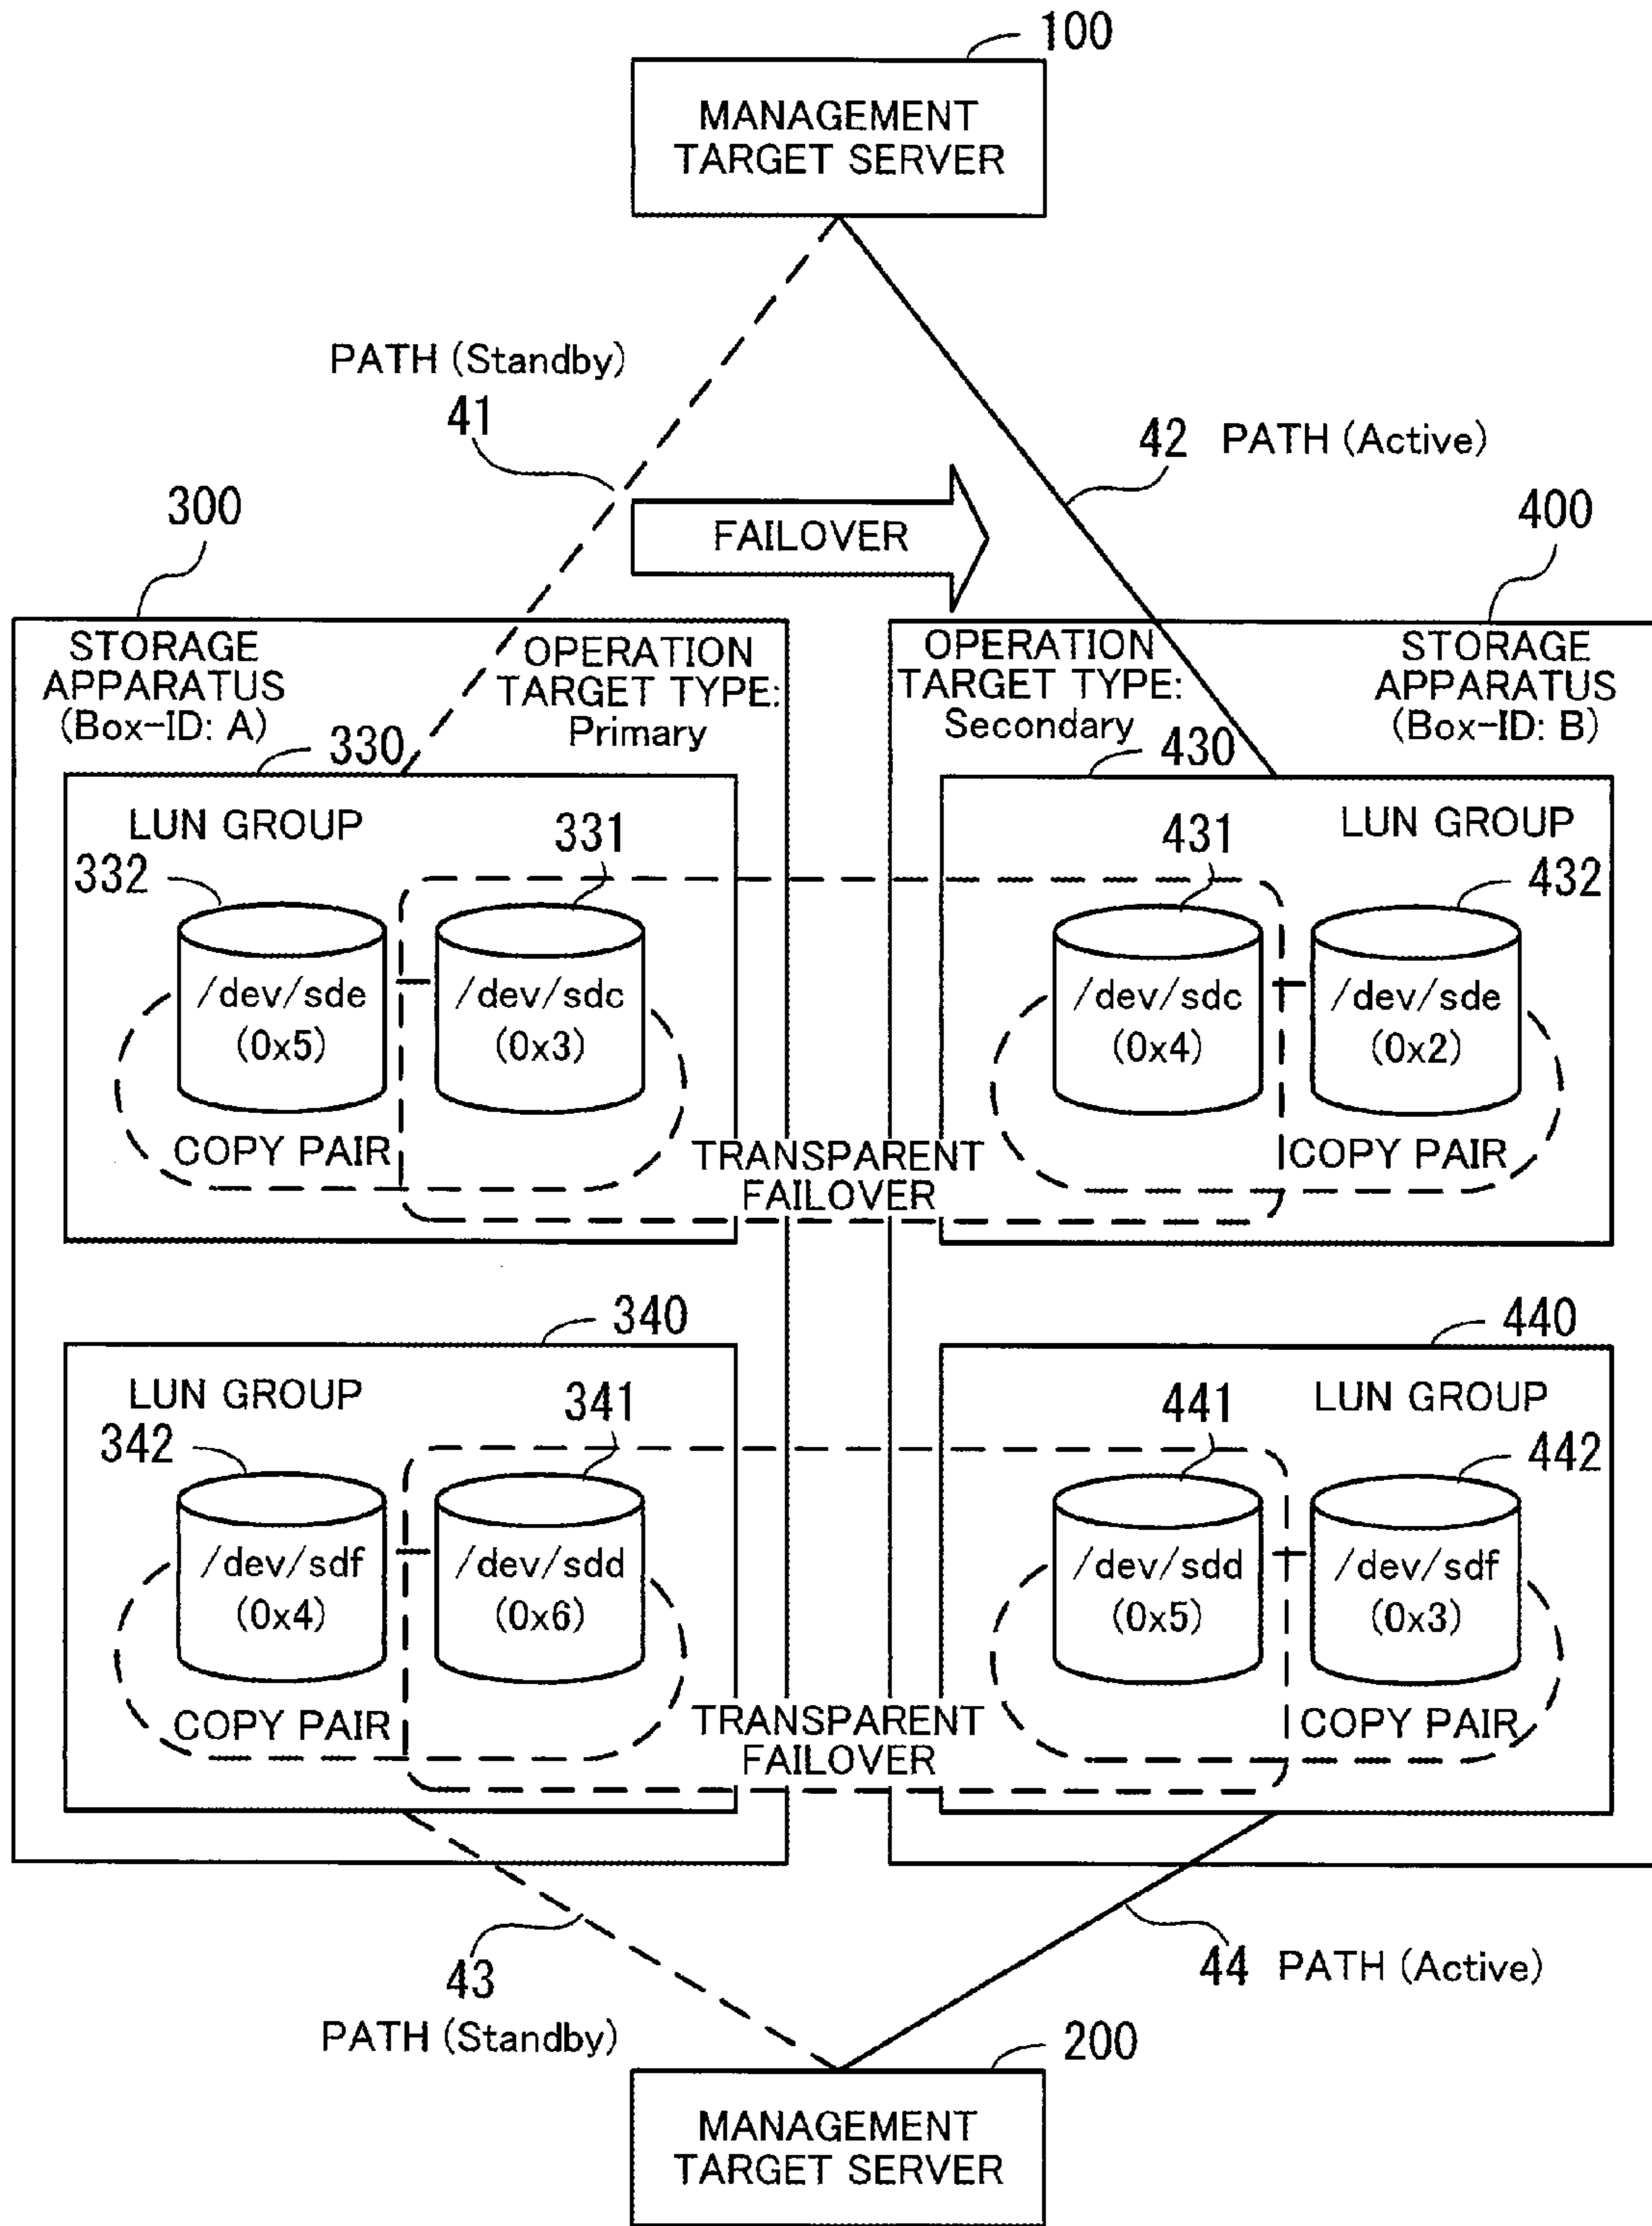 100
MANAGEMENT
TARGET SERVER
PATH (Standby)
41
42 PATH (Active)
FAILOVER
300
400
STORAGE
APPARATUS
(Box-ID: A)
OPERATION
TARGET TYPE:
Primary
OPERATION
TARGET TYPE:
Secondary
STORAGE
APPARATUS
(Box-ID: B)
330
LUN GROUP
332
331
/dev/sde
(0x5)
/dev/sdc
(0x3)
COPY PAIR
430
LUN GROUP
431
432
/dev/sdc
(0x4)
/dev/sde
(0x2)
COPY PAIR
TRANSPARENT
FAILOVER
340
LUN GROUP
342
341
/dev/sdf
(0x4)
/dev/sdd
(0x6)
COPY PAIR
440
LUN GROUP
441
442
/dev/sdd
(0x5)
/dev/sdf
(0x3)
COPY PAIR
TRANSPARENT
FAILOVER
43
PATH (Standby)
44 PATH (Active)
200
MANAGEMENT
TARGET SERVER